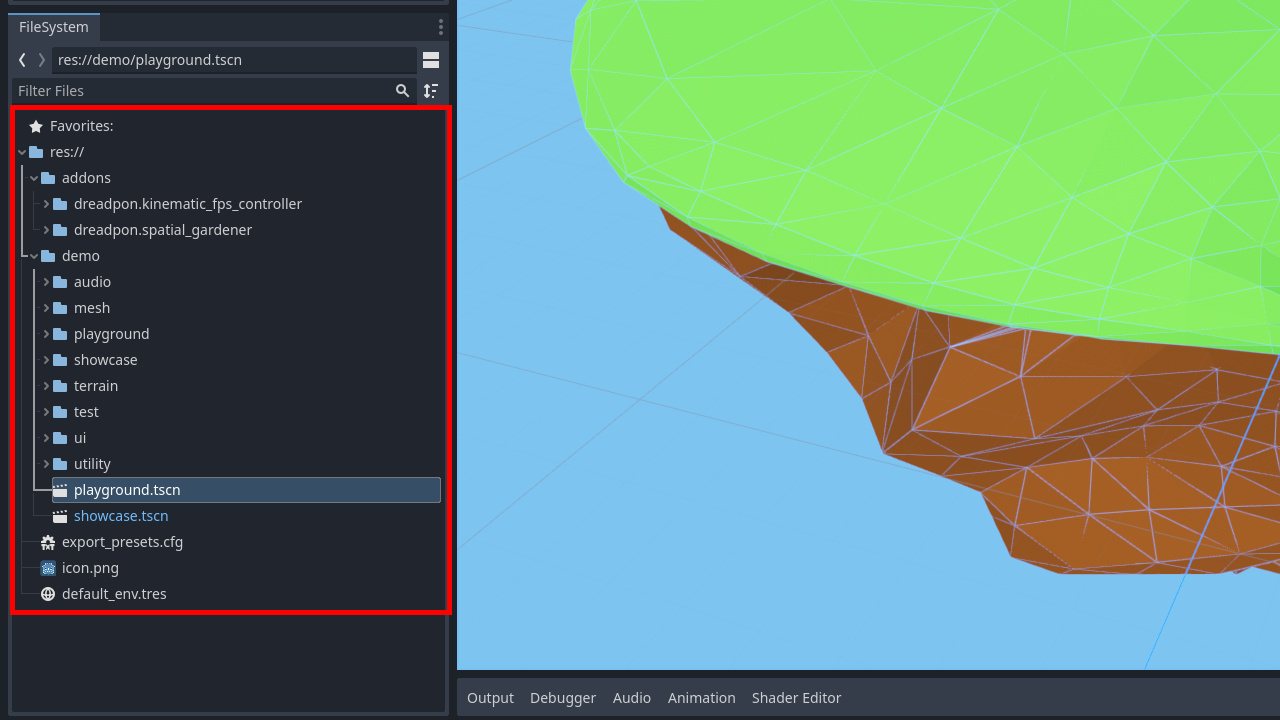 FileSystem
res://demo/playground.tscn
Filter Files
Favorites:
res://
addons
dreadpon.kinematic_fps_controller
dreadpon.spatial_gardener
demo
audio
mesh
playground
showcase
terrain
test
ui
utility
playground.tscn
showcase.tscn
export_presets.cfg
icon.png
default_env.tres
Output Debugger Audio Animation Shader Editor